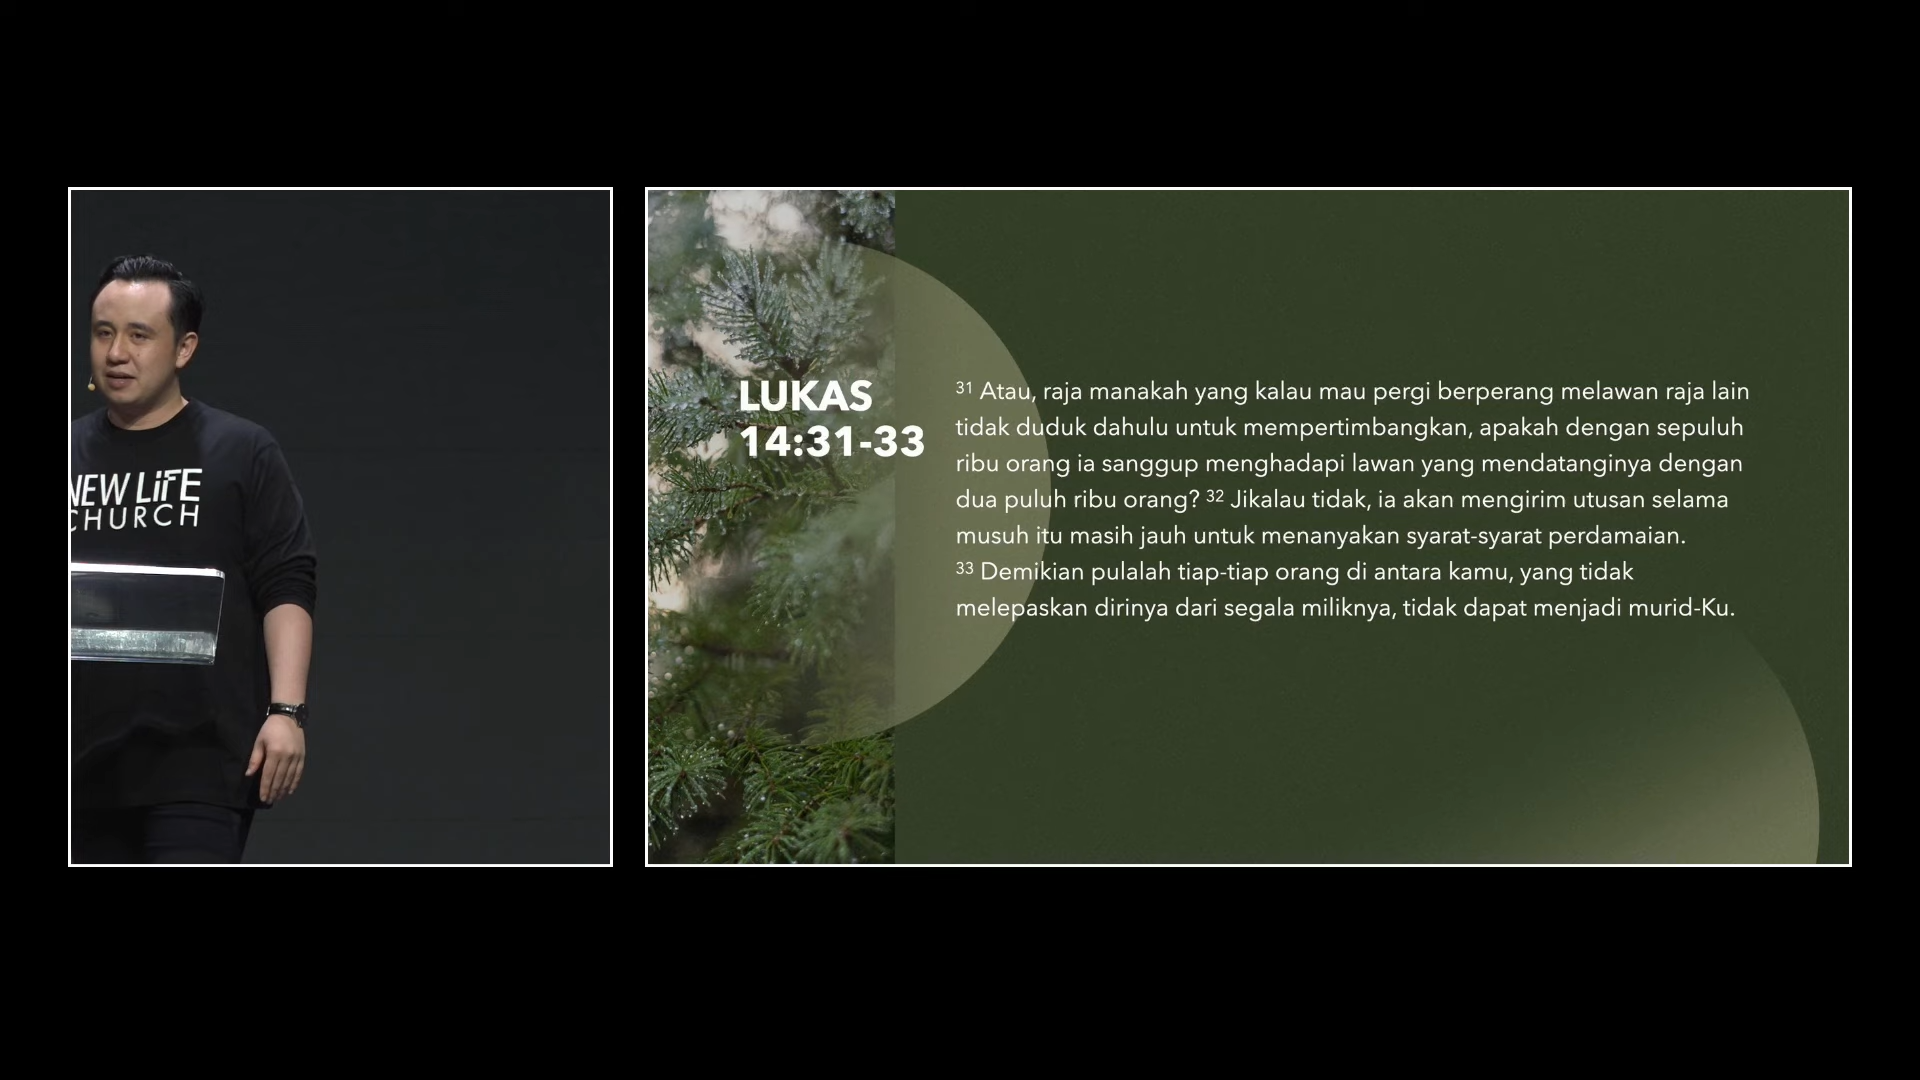 NEW LiFE
CHURCH
LUKAS
14:31-33
31 Atau, raja manakah yang kalau mau pergi berperang melawan raja lain
tidak duduk dahulu untuk mempertimbangkan, apakah dengan sepuluh
ribu orang ia sanggup menghadapi lawan yang mendatanginya dengan
dua puluh ribu orang? 32 Jikalau tidak, ia akan mengirim utusan selama
musuh itu masih jauh untuk menanyakan syarat-syarat perdamaian.
33 Demikian pulalah tiap-tiap orang di antara kamu, yang tidak
melepaskan dirinya dari segala miliknya, tidak dapat menjadi murid-Ku.